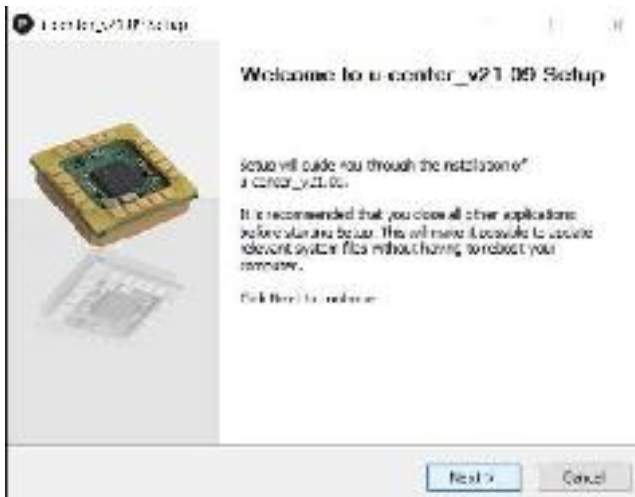 u-center_v21.09 Setup
Welcome to u-center_v21.09 Setup
Setup will guide you through the installation of
u-center_v21.09.
It is recommended that you close all other applications
before starting Setup. This will make it possible to update
relevant system files without having to reboot your
computer.
Click Next to continue.
Next >
Cancel